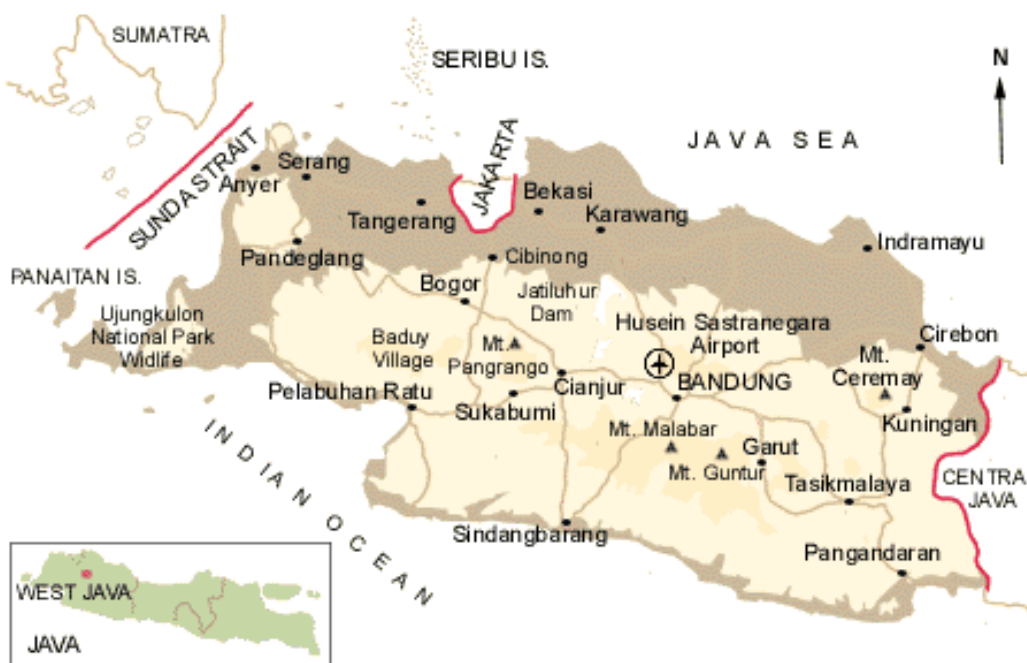 SUMATRA
SERIBU IS.
N
JAVA SEA
SUNDA STRAIT
JAKARTA
Serang
Anyer
Bekasi
Tangerang
Karawang
Indramayu
Pandeglang
Cibinong
PANAITAN IS.
Bogor
Jatiluhur
Dam
Ujungkulon
National Park
Widlife
Husein Sastranegara
Airport
Baduy
Village
Mt.
Pangrango
Cirebon
Mt.
Ceremay
Cianjur
BANDUNG
Pelabuhan Ratu
Sukabumi
Kuningan
Mt. Malabar
Garut
Mt. Guntur
CENTRA
JAVA
Tasikmalaya
INDIAN OCEAN
Sindangbarang
Pangandaran
WEST JAVA
JAVA